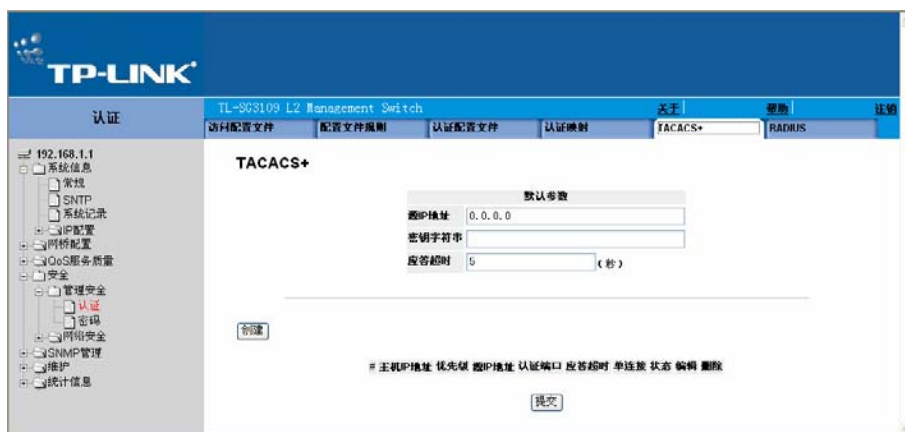 TP-LINK
认证
TL-SG3109 L2 Management Switch
关于
帮助
注销
访问配置文件
配置文件规则
认证配置文件
认证映射
TACACS+
RADIUS
192.168.1.1
系统信息
常规
SNTP
系统记录
IP配置
网桥配置
QoS服务质量
安全
管理安全
认证
密码
网络安全
SNMP管理
维护
统计信息
TACACS+
默认参数
源IP地址 0.0.0.0
密钥字符串
应答超时 5 (秒)
创建
# 主机IP地址 优先级 源IP地址 认证端口 应答超时 单连接 状态 编辑 删除
提交